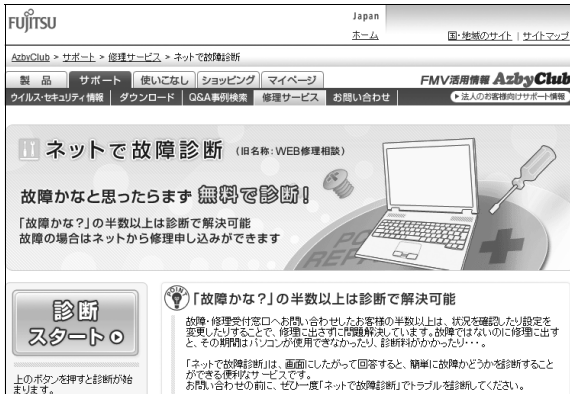 FUJITSU
Japan
ホーム
国・地域のサイト | サイトマップ
AzbyClub > サポート > 修理サービス > ネットで故障診断
製 品 サポート 使いこなし ショッピング マイページ
FMV活用情報 AzbyClub
ウイルス・セキュリティ情報 ダウンロード Q&A事例検索 修理サービス お問い合わせ
法人のお客様向けサポート情報
ネットで故障診断 (旧名称:WEB修理相談)
故障かなと思ったらまず 無料で診断!
「故障かな?」の半数以上は診断で解決可能
故障の場合はネットから修理申し込みができます
PC
REPAIR
診断
スタート
上のボタンを押すと診断が始
まります。
POINT
「故障かな?」の半数以上は診断で解決可能
故障・修理受付窓口へお問い合わせしたお客様の半数以上は、状況を確認したり設定を
変更したりすることで、修理に出さずに問題解決しています。故障ではないのに修理に出す
と、その期間はパソコンが使用できなかったり、診断料がかかったり・・・。
「ネットで故障診断」は、画面にしたがって回答すると、簡単に故障かどうかを診断すること
ができる便利なサービスです。
お問い合わせの前に、ぜひ一度「ネットで故障診断」でトラブルを診断してください。